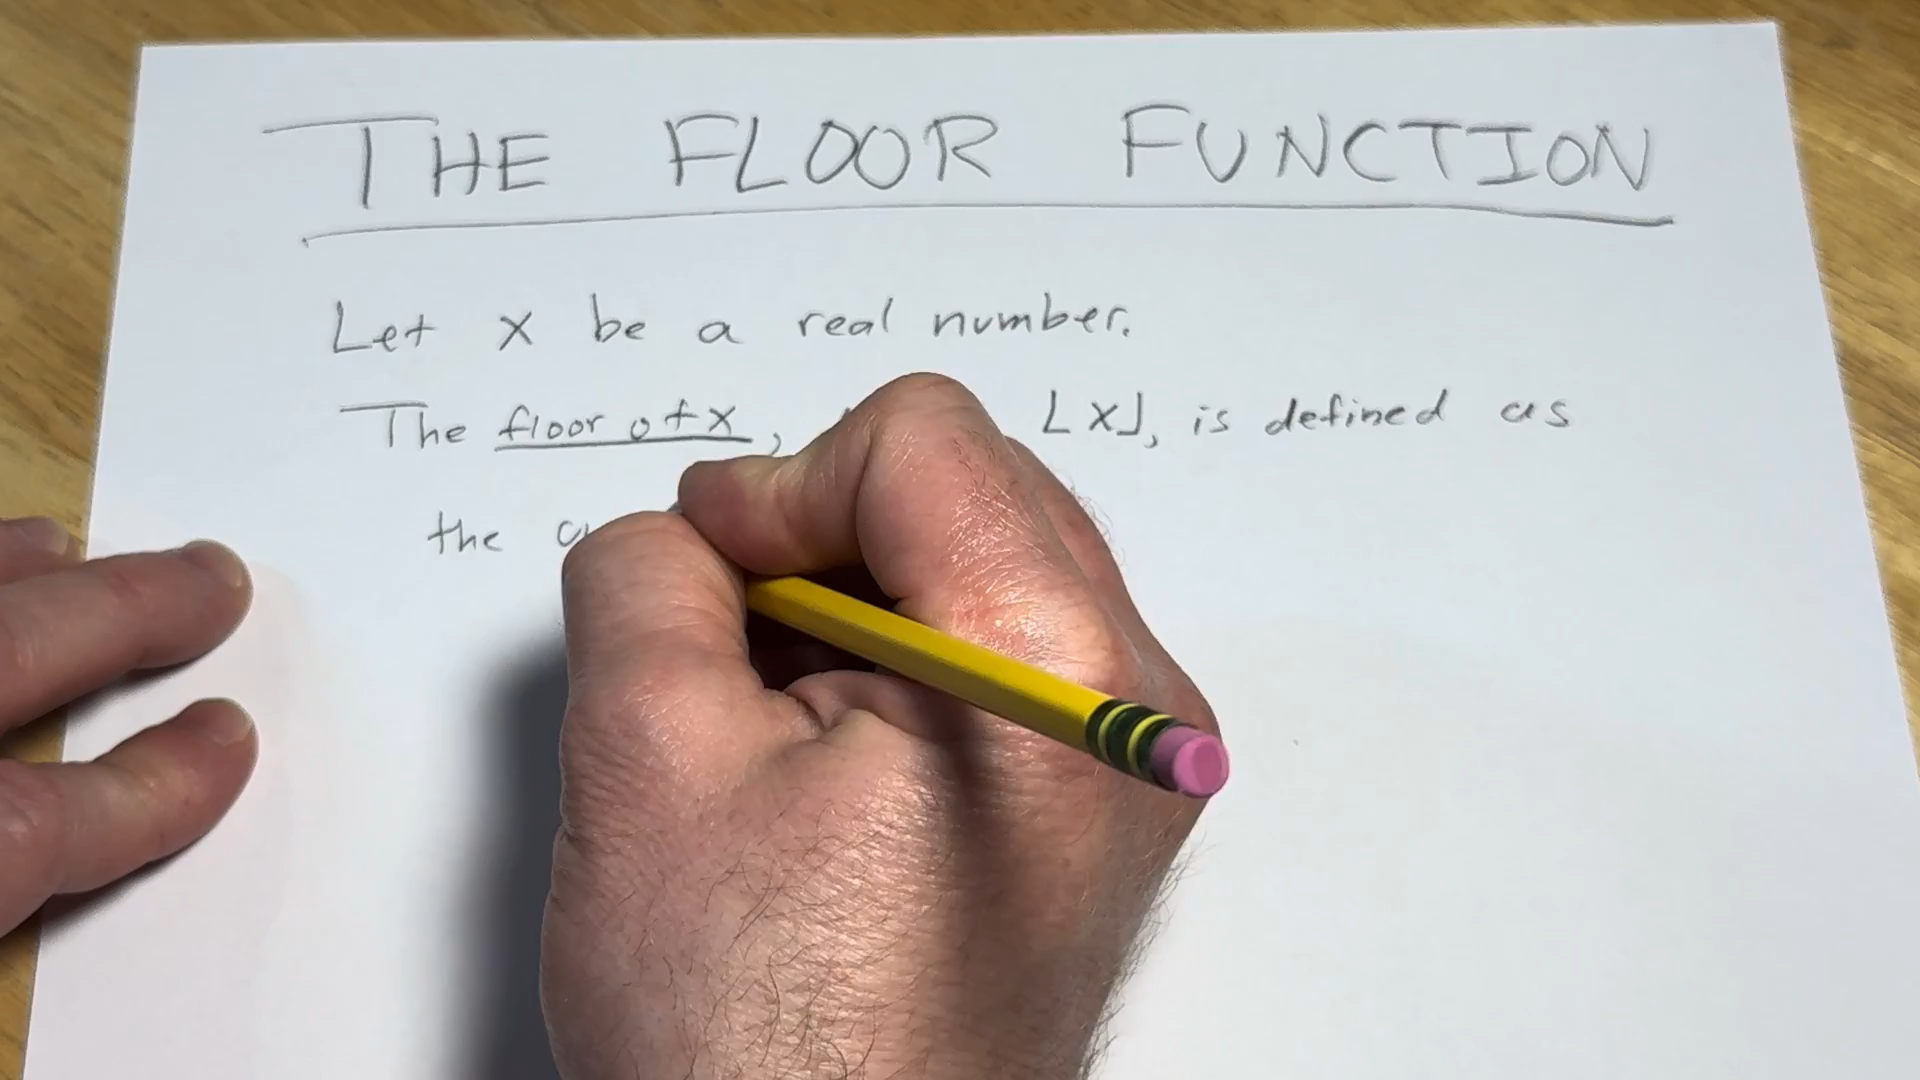 THE FLOOR FUNCTION
Let x be a real number.
The floor of x, ⌊x⌋, is defined as
the